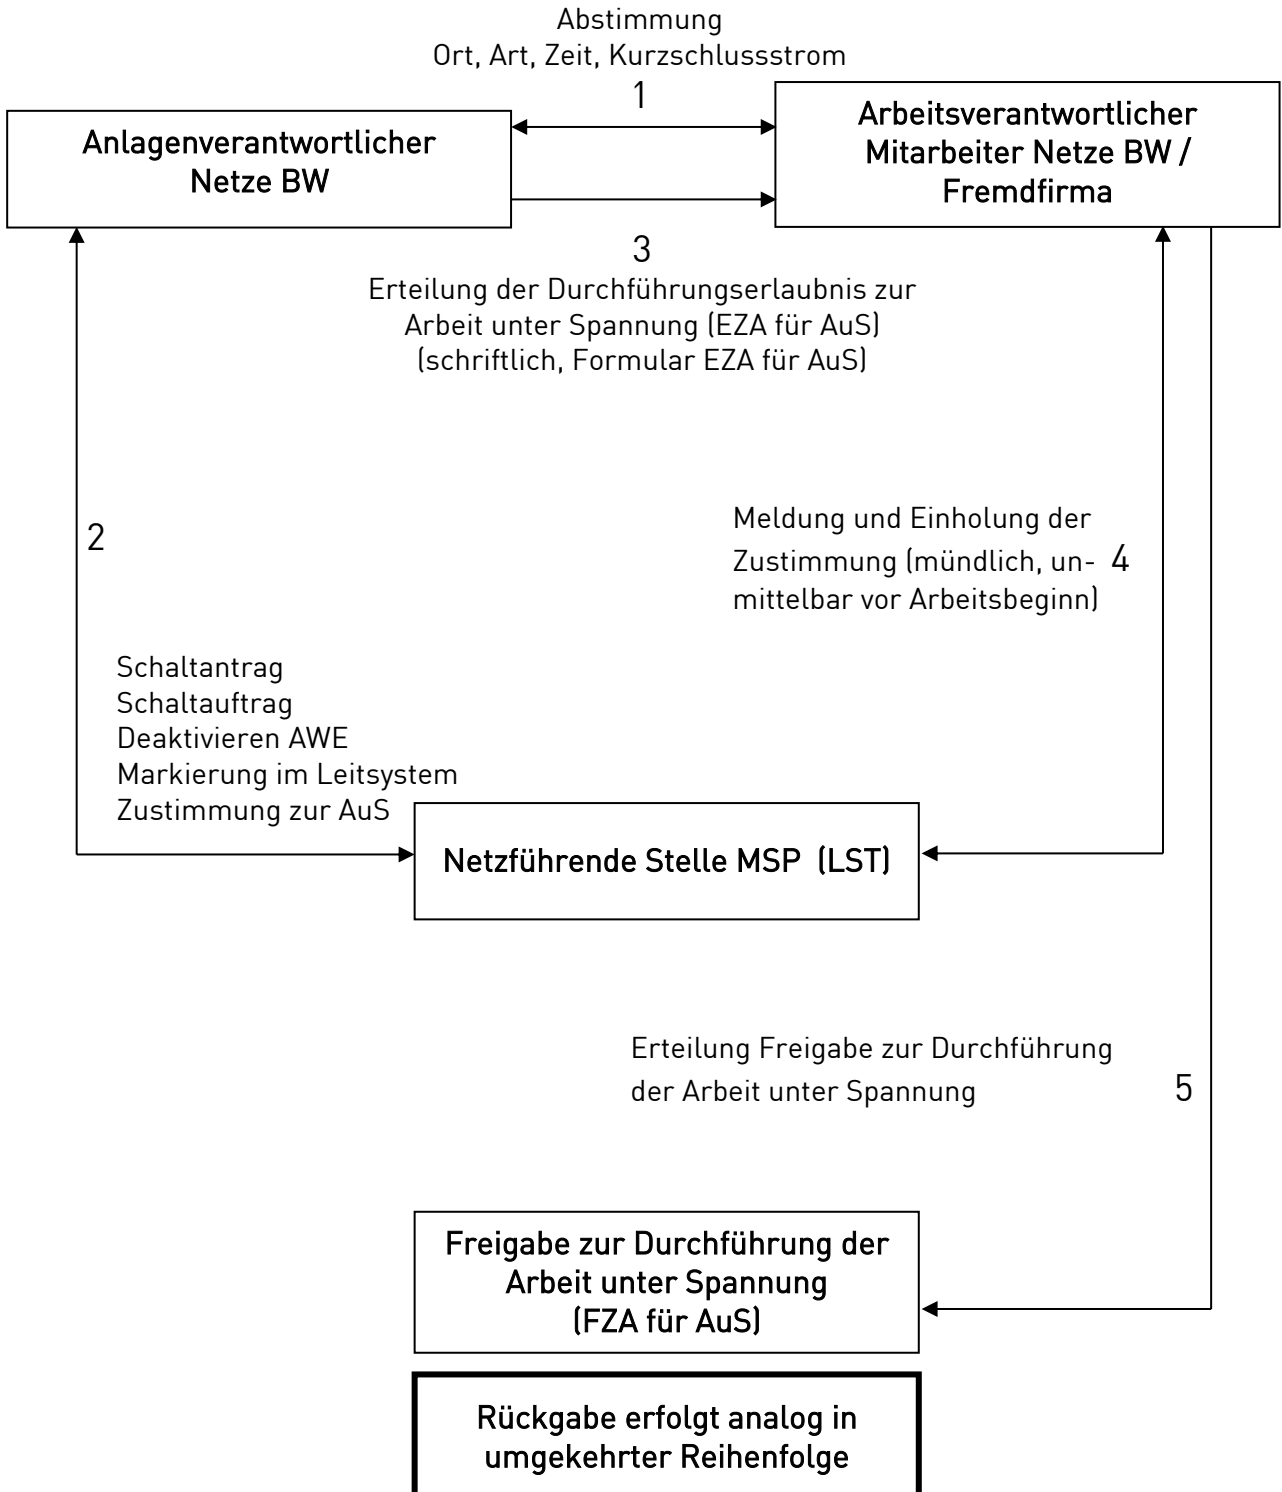 Abstimmung
Ort, Art, Zeit, Kurzschlussstrom
1
Anlagenverantwortlicher
Netze BW
Arbeitsverantwortlicher
Mitarbeiter Netze BW /
Fremdfirma
3
Erteilung der Durchführungserlaubnis zur
Arbeit unter Spannung (EZA für AuS)
(schriftlich, Formular EZA für AuS)
2
Meldung und Einholung der
Zustimmung (mündlich, un- 4
mittelbar vor Arbeitsbeginn)
Schaltantrag
Schaltauftrag
Deaktivieren AWE
Markierung im Leitsystem
Zustimmung zur AuS
Netzführende Stelle MSP (LST)
Erteilung Freigabe zur Durchführung
der Arbeit unter Spannung 5
Freigabe zur Durchführung der
Arbeit unter Spannung
(FZA für AuS)
Rückgabe erfolgt analog in
umgekehrter Reihenfolge